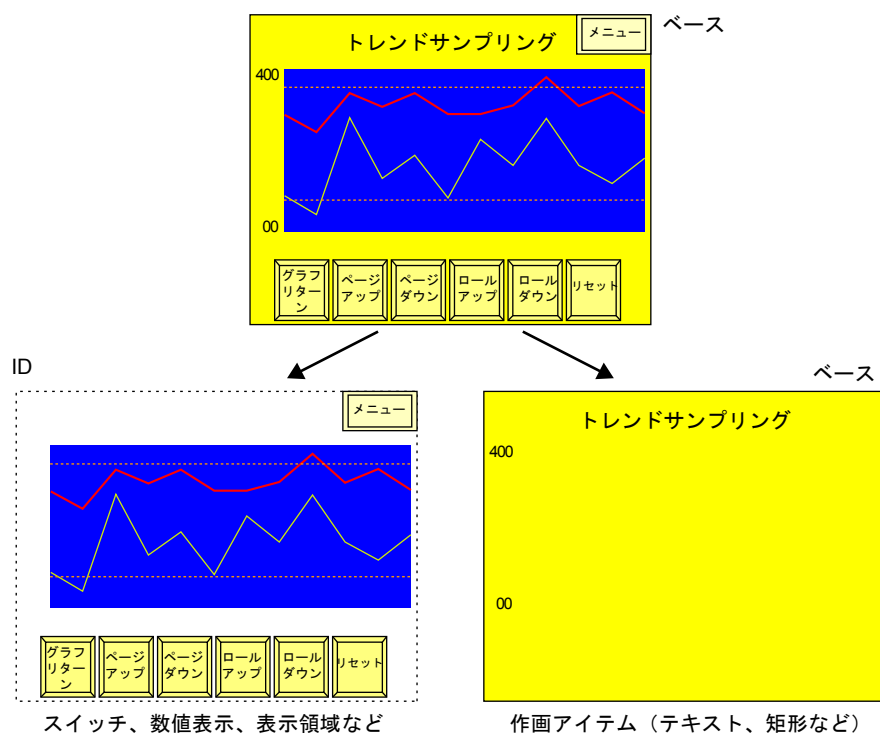 トレンドサンプリング
メニュー
ベース
400
00
グラフ
リター
ン
ページ
アップ
ページ
ダウン
ロール
アップ
ロール
ダウン
リセット
ID
メニュー
グラフ
リター
ン
ページ
アップ
ページ
ダウン
ロール
アップ
ロール
ダウン
リセット
スイッチ、数値表示、表示領域など
ベース
トレンドサンプリング
400
00
作画アイテム（テキスト、矩形など）